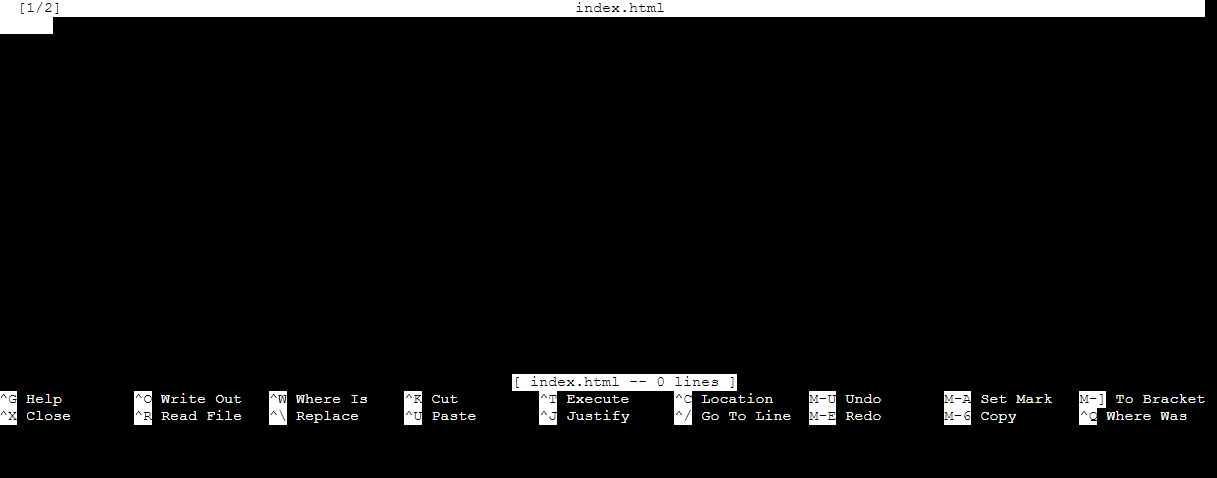 [1/2] index.html
[ index.html -- 0 lines ]
^G Help ^O Write Out ^W Where Is ^K Cut ^T Execute ^C Location M-U Undo M-A Set Mark M-] To Bracket
^X Close ^R Read File ^\ Replace ^U Paste ^J Justify ^/ Go To Line M-E Redo M-6 Copy ^Q Where Was